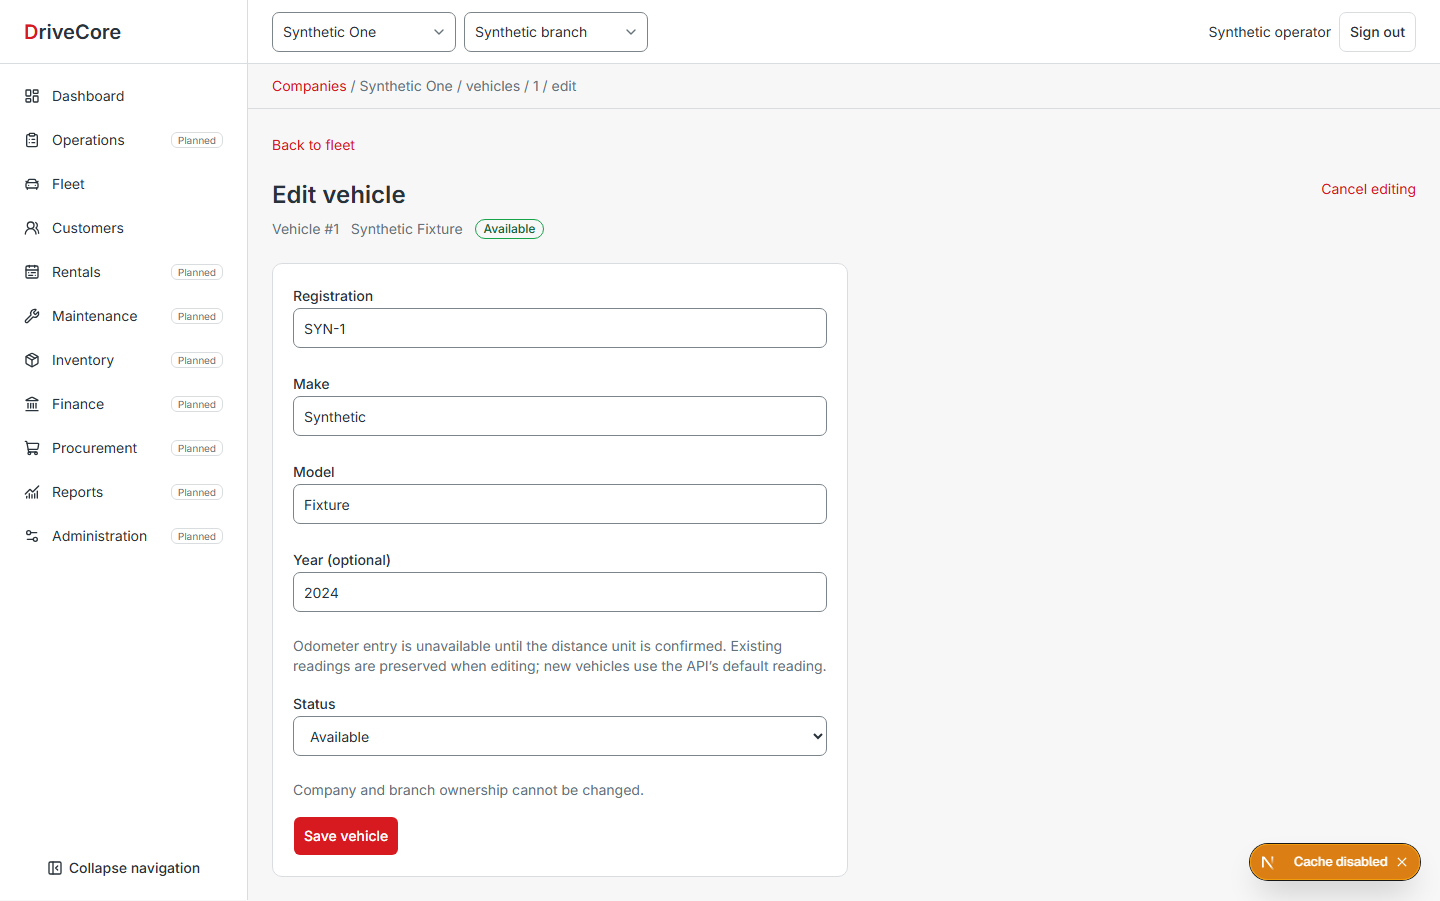 DriveCore
Synthetic One
Synthetic branch
Synthetic operator
Sign out
Companies / Synthetic One / vehicles / 1 / edit
Dashboard
Operations Planned
Fleet
Customers
Rentals Planned
Maintenance Planned
Inventory Planned
Finance Planned
Procurement Planned
Reports Planned
Administration Planned
Collapse navigation
Back to fleet
Edit vehicle
Cancel editing
Vehicle #1 Synthetic Fixture Available
Registration
SYN-1
Make
Synthetic
Model
Fixture
Year (optional)
2024
Odometer entry is unavailable until the distance unit is confirmed. Existing
readings are preserved when editing; new vehicles use the API’s default reading.
Status
Available
Company and branch ownership cannot be changed.
Save vehicle
Cache disabled